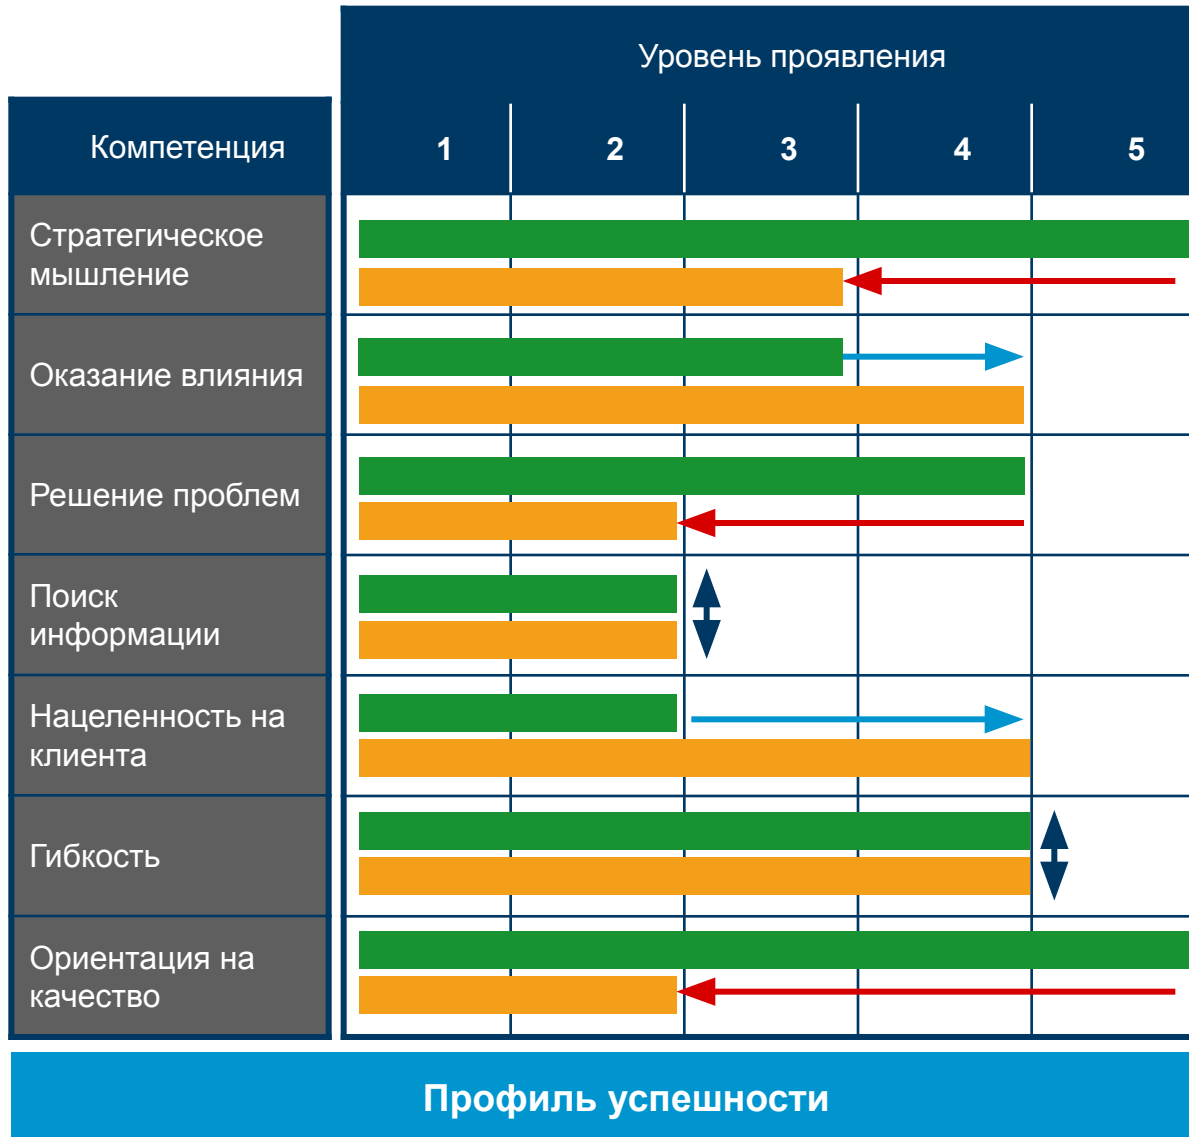 Уровень проявления
Компетенция 1 2 3 4 5
Стратегическое
мышление
Оказание влияния
Решение проблем
Поиск
информации
Нацеленность на
клиента
Гибкость
Ориентация на
качество
Профиль успешности